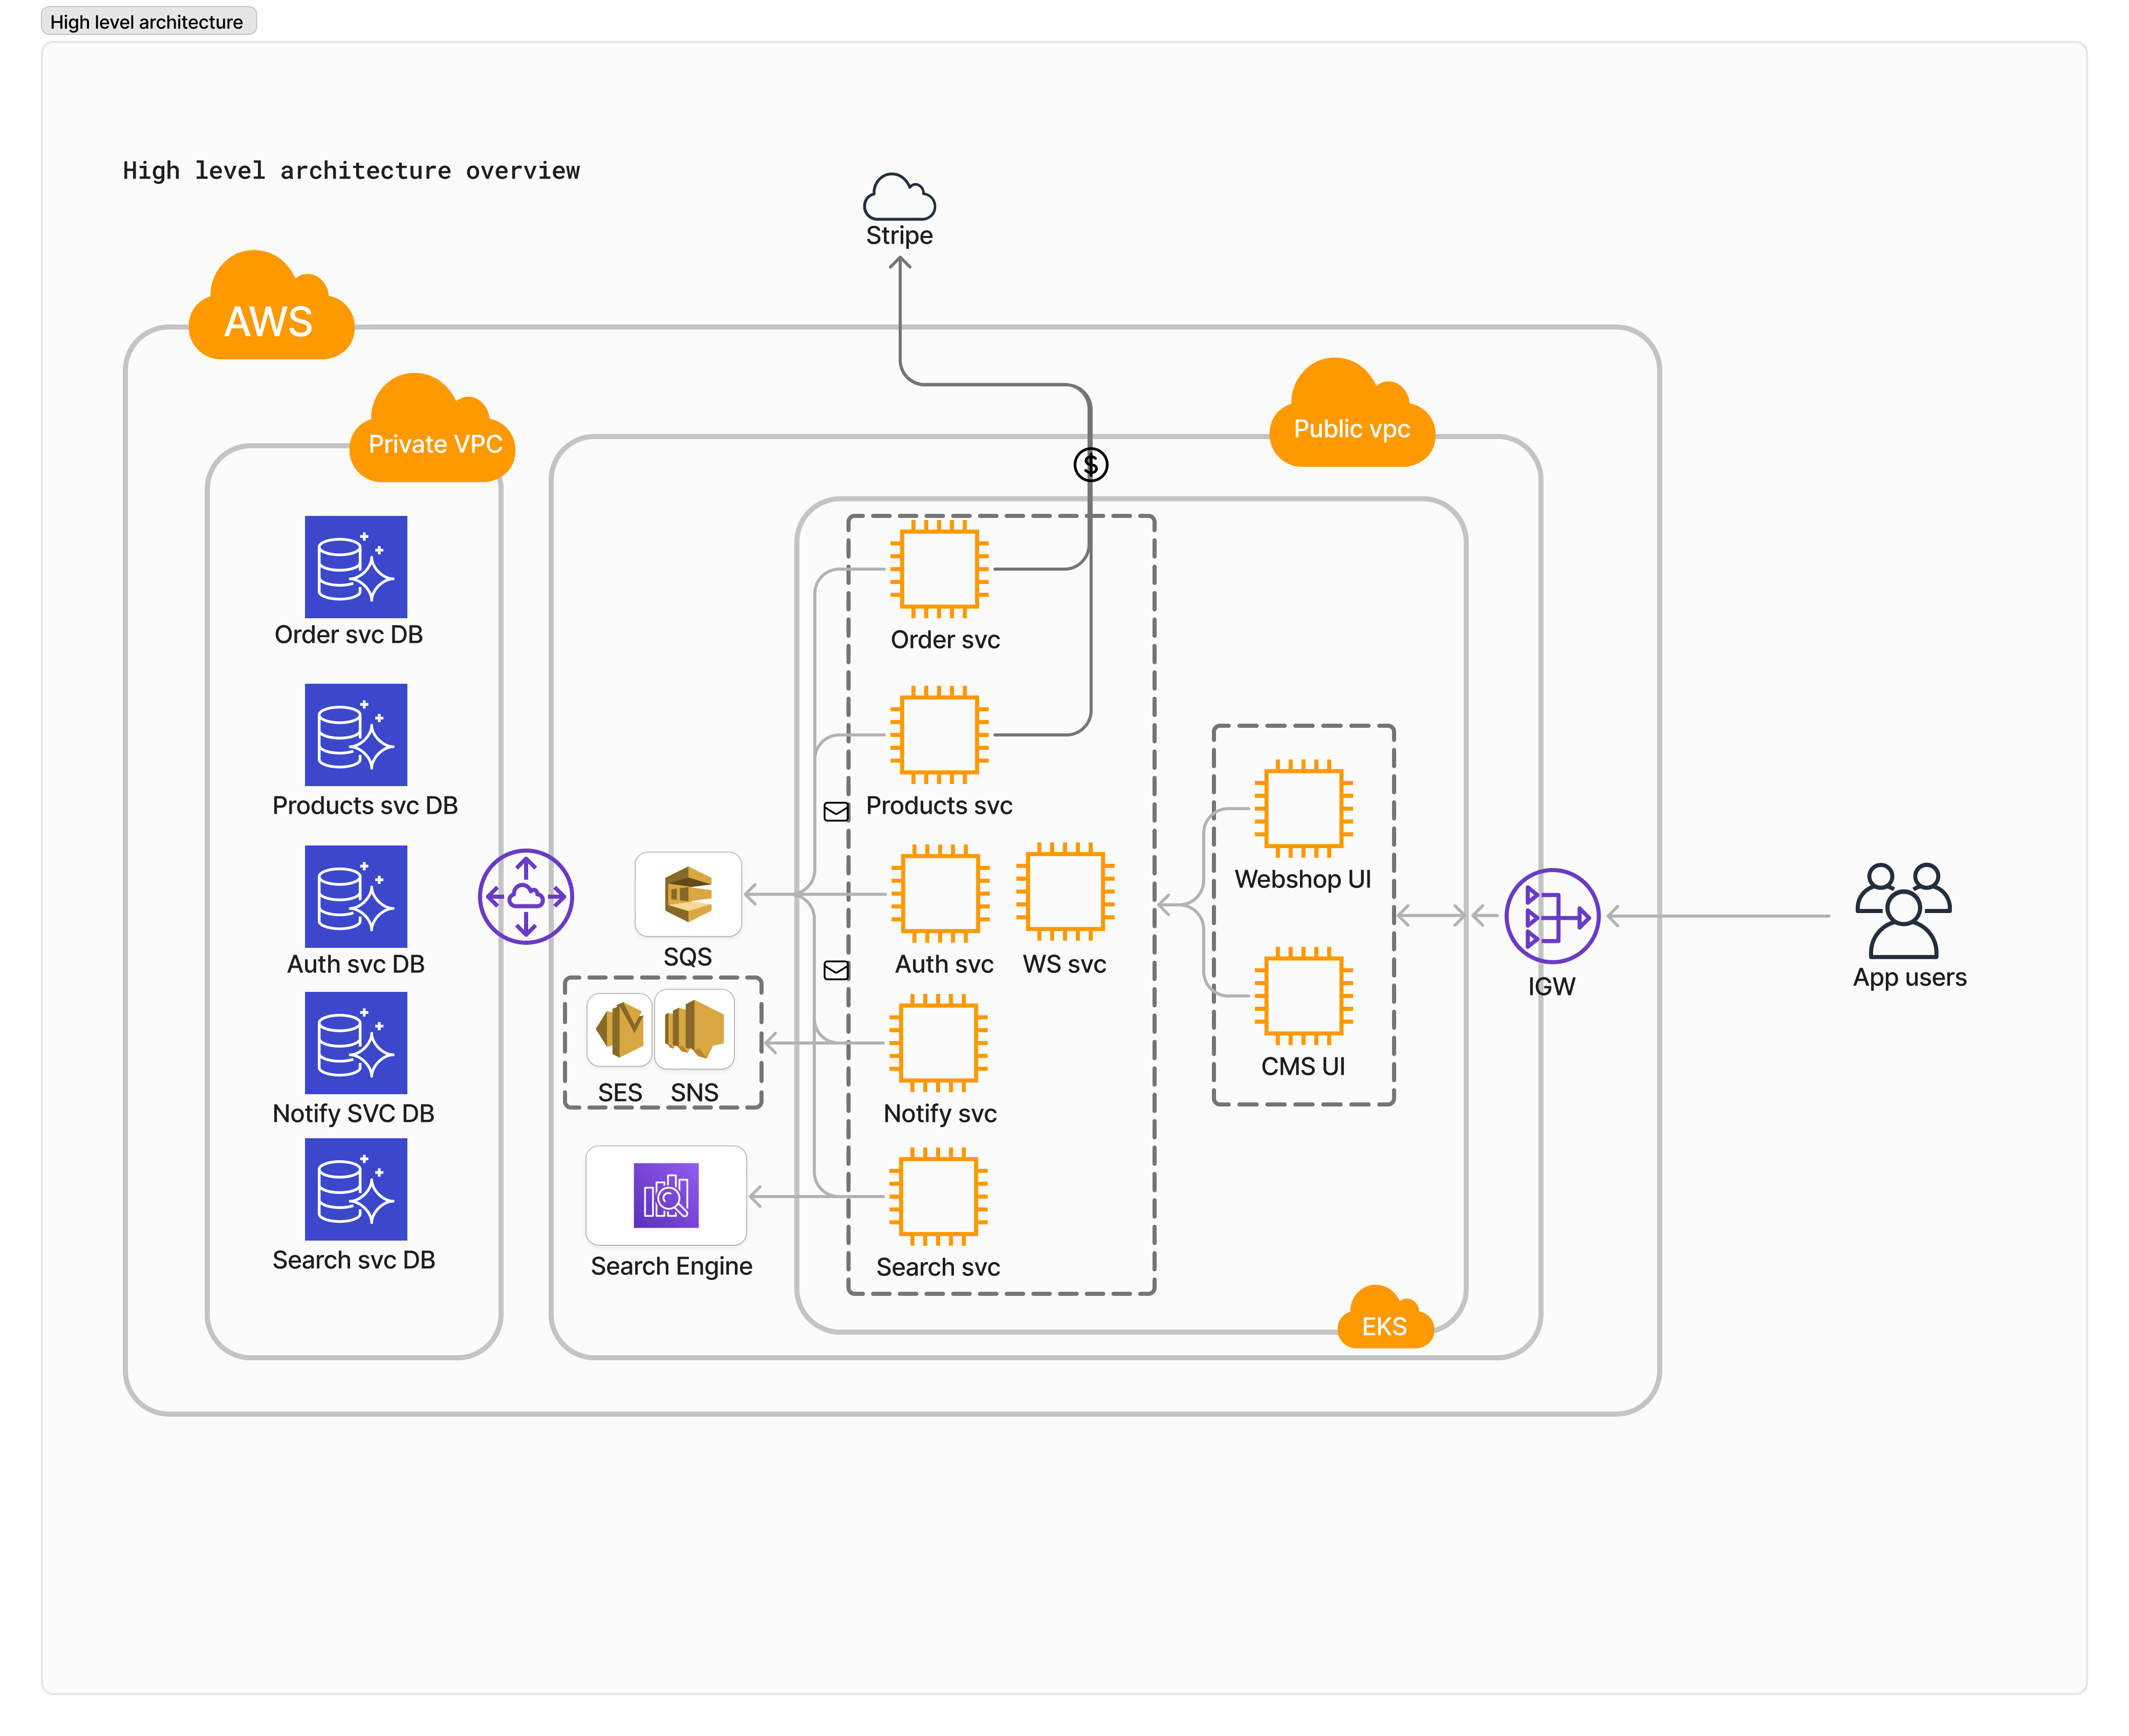 High level architecture
High level architecture overview
Stripe
AWS
Private VPC
Public vpc
$
Order svc DB
Order svc
Products svc DB
Products svc
Webshop UI
SQS
Auth svc DB
Auth svc
WS svc
IGW
App users
CMS UI
SES
SNS
Notify SVC DB
Notify svc
Search svc DB
Search Engine
Search svc
EKS